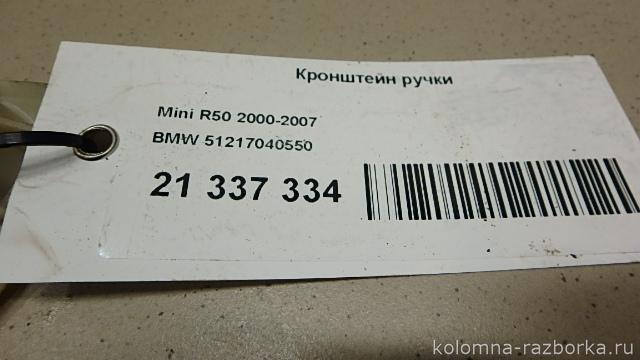 Кронштейн ручки
Mini R50 2000-2007
BMW 51217040550
21 337 334
kolomna-razborka.ru